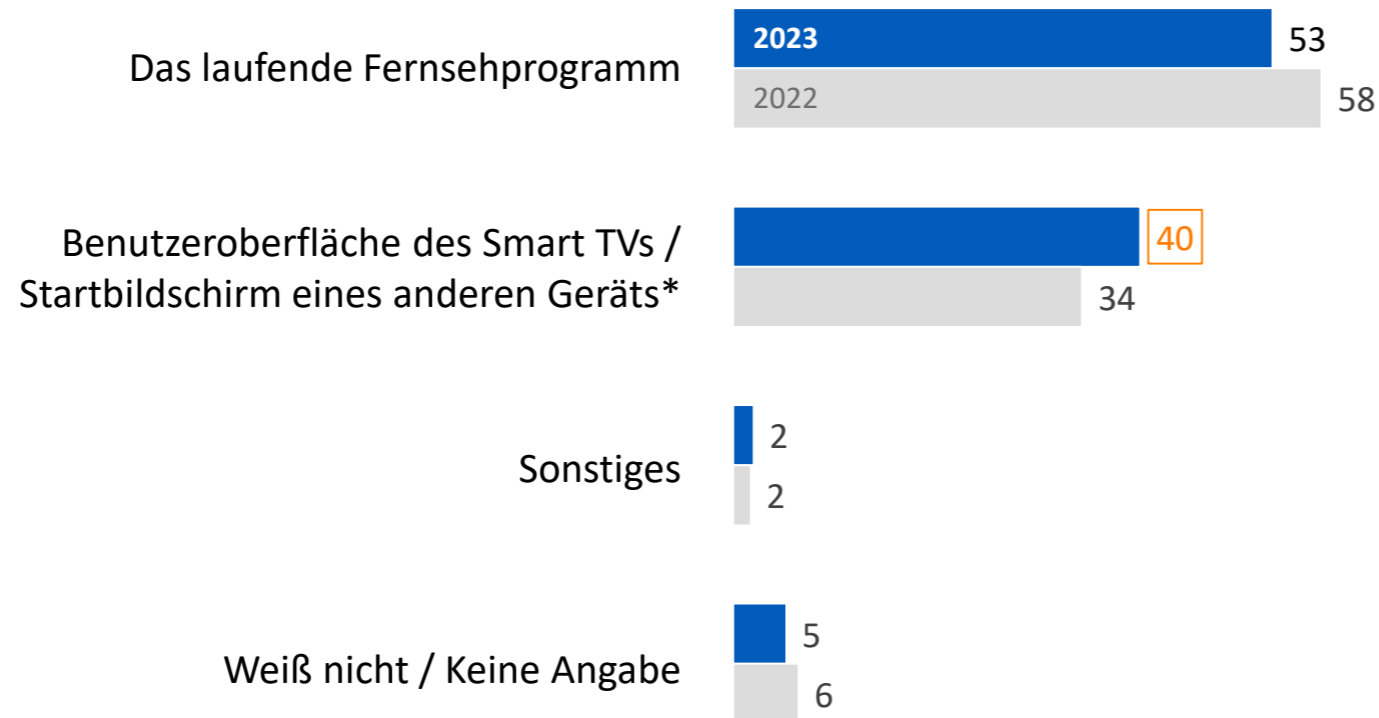 Das laufende Fernsehprogramm
2023
53
2022
58
Benutzeroberfläche des Smart TVs /
Startbildschirm eines anderen Geräts*
40
34
Sonstiges
2
2
Weiß nicht / Keine Angabe
5
6